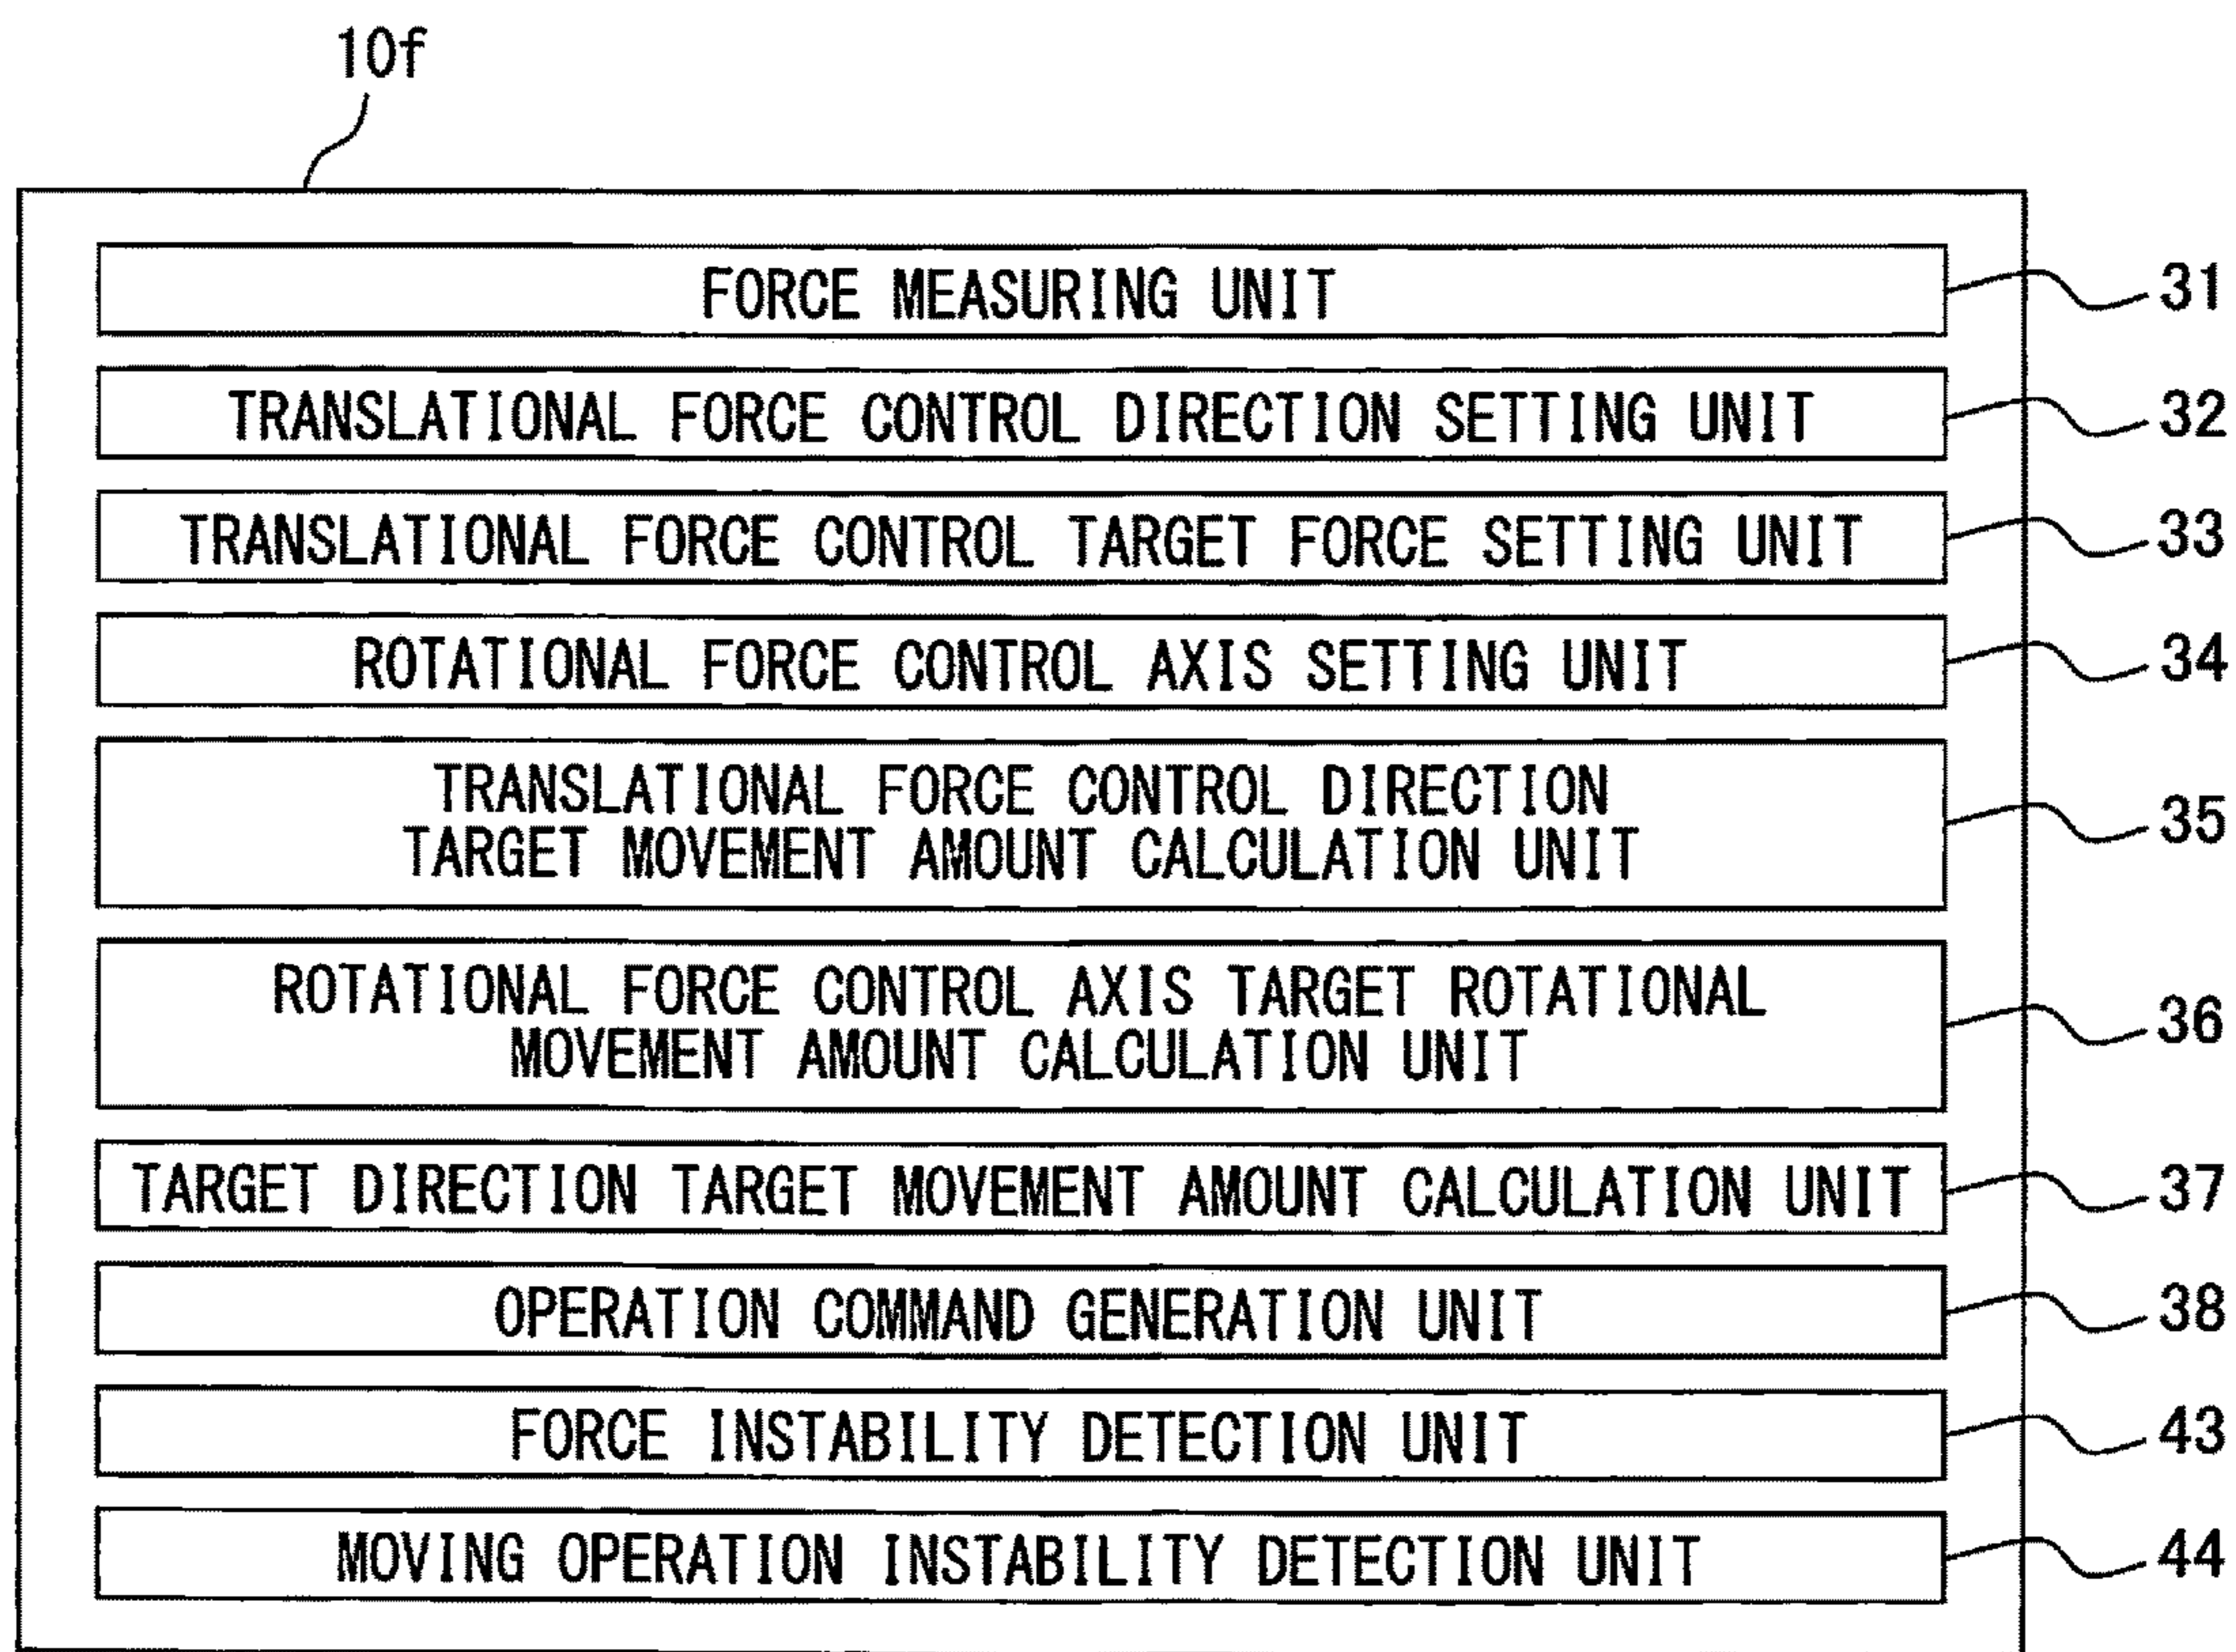 10f
FORCE MEASURING UNIT 31
TRANSLATIONAL FORCE CONTROL DIRECTION SETTING UNIT 32
TRANSLATIONAL FORCE CONTROL TARGET FORCE SETTING UNIT 33
ROTATIONAL FORCE CONTROL AXIS SETTING UNIT 34
TRANSLATIONAL FORCE CONTROL DIRECTION
TARGET MOVEMENT AMOUNT CALCULATION UNIT 35
ROTATIONAL FORCE CONTROL AXIS TARGET ROTATIONAL
MOVEMENT AMOUNT CALCULATION UNIT 36
TARGET DIRECTION TARGET MOVEMENT AMOUNT CALCULATION UNIT 37
OPERATION COMMAND GENERATION UNIT 38
FORCE INSTABILITY DETECTION UNIT 43
MOVING OPERATION INSTABILITY DETECTION UNIT 44